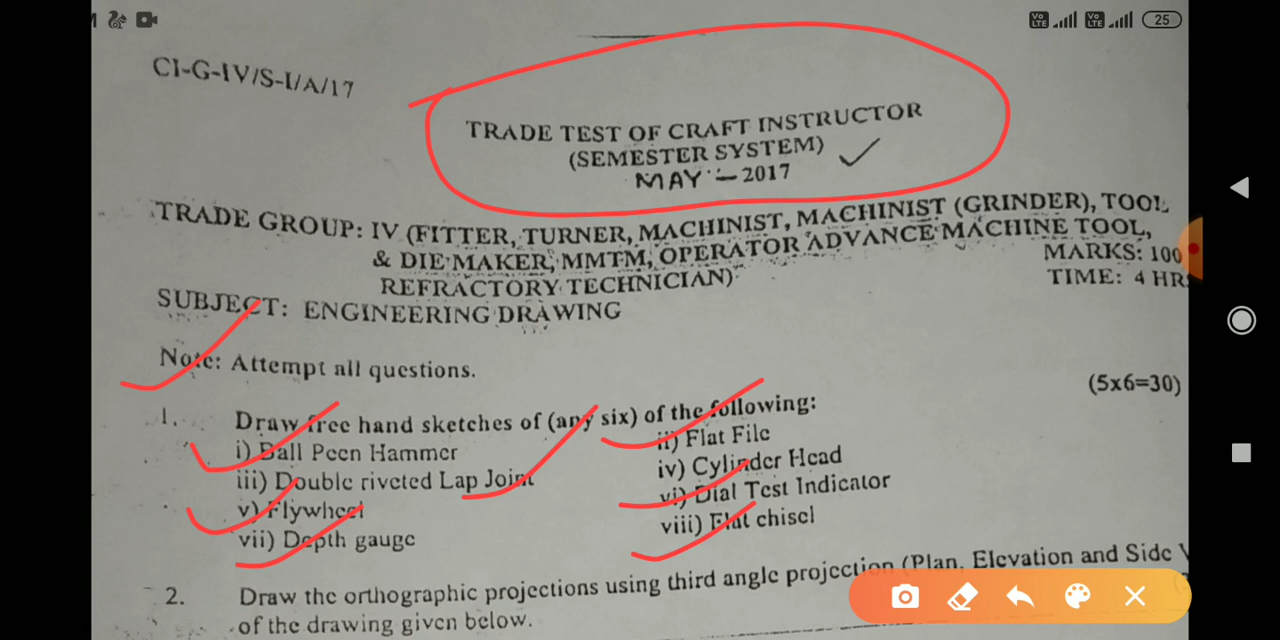 25
CI-G-IV/S-I/A/17
TRADE TEST OF CRAFT INSTRUCTOR
(SEMESTER SYSTEM)
MAY - 2017
TRADE GROUP: IV (FITTER, TURNER, MACHINIST, MACHINIST (GRINDER), TOOL
& DIE MAKER, MMTM, OPERATOR ADVANCE MACHINE TOOL,
REFRACTORY TECHNICIAN)
MARKS: 100
TIME: 4 HRS
SUBJECT: ENGINEERING DRAWING
Note: Attempt all questions.
(5x6=30)
1. Draw free hand sketches of (any six) of the following:
i) Ball Peen Hammer ii) Flat File
iii) Double riveted Lap Joint iv) Cylinder Head
v) Flywheel vi) Dial Test Indicator
vii) Depth gauge viii) Flat chisel
2. Draw the orthographic projections using third angle projection (Plan, Elevation and Side V
of the drawing given below.